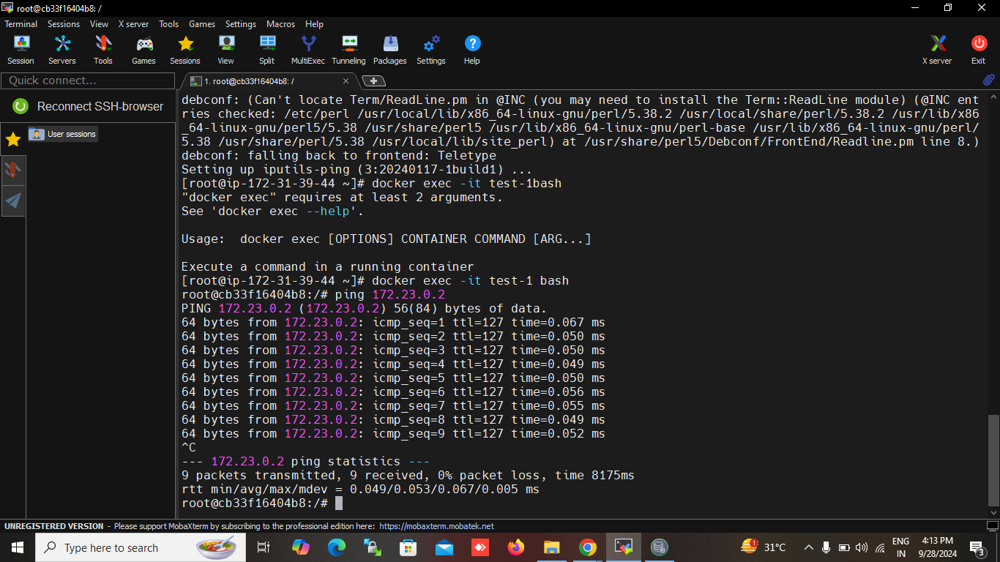 root@cb33f16404b8: /
Terminal Sessions View X server Tools Games Settings Macros Help
Session Servers Tools Games Sessions View Split MultiExec Tunneling Packages Settings Help X server Exit
Quick connect...
1. root@cb33f16404b8: /
Reconnect SSH-browser
User sessions
debconf: (Can't locate Term/ReadLine.pm in @INC (you may need to install the Term::ReadLine module) (@INC ent
ries checked: /etc/perl /usr/local/lib/x86_64-linux-gnu/perl/5.38.2 /usr/local/share/perl/5.38.2 /usr/lib/x86
_64-linux-gnu/perl5/5.38 /usr/share/perl5 /usr/lib/x86_64-linux-gnu/perl-base /usr/lib/x86_64-linux-gnu/perl/
5.38 /usr/share/perl/5.38 /usr/local/lib/site_perl) at /usr/share/perl5/Debconf/FrontEnd/Readline.pm line 8.)
debconf: falling back to frontend: Teletype
Setting up iputils-ping (3:20240117-1build1) ...
[root@ip-172-31-39-44 ~]# docker exec -it test-1bash
"docker exec" requires at least 2 arguments.
See 'docker exec --help'.
Usage:  docker exec [OPTIONS] CONTAINER COMMAND [ARG...]
Execute a command in a running container
[root@ip-172-31-39-44 ~]# docker exec -it test-1 bash
root@cb33f16404b8:/# ping 172.23.0.2
PING 172.23.0.2 (172.23.0.2) 56(84) bytes of data.
64 bytes from 172.23.0.2: icmp_seq=1 ttl=127 time=0.067 ms
64 bytes from 172.23.0.2: icmp_seq=2 ttl=127 time=0.050 ms
64 bytes from 172.23.0.2: icmp_seq=3 ttl=127 time=0.050 ms
64 bytes from 172.23.0.2: icmp_seq=4 ttl=127 time=0.049 ms
64 bytes from 172.23.0.2: icmp_seq=5 ttl=127 time=0.050 ms
64 bytes from 172.23.0.2: icmp_seq=6 ttl=127 time=0.056 ms
64 bytes from 172.23.0.2: icmp_seq=7 ttl=127 time=0.055 ms
64 bytes from 172.23.0.2: icmp_seq=8 ttl=127 time=0.049 ms
64 bytes from 172.23.0.2: icmp_seq=9 ttl=127 time=0.052 ms
^C
--- 172.23.0.2 ping statistics ---
9 packets transmitted, 9 received, 0% packet loss, time 8175ms
rtt min/avg/max/mdev = 0.049/0.053/0.067/0.005 ms
root@cb33f16404b8:/#
UNREGISTERED VERSION - Please support MobaXterm by subscribing to the professional edition here: https://mobaxterm.mobatek.net
Type here to search
1
31°C
ENG
IN
4:13 PM
9/28/2024
3